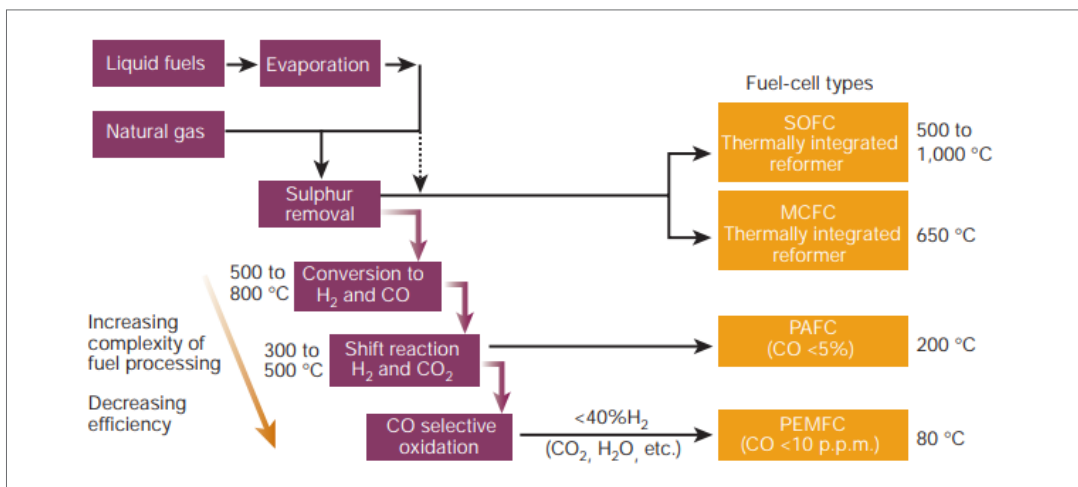 Liquid fuels
Evaporation
Natural gas
Sulphur
removal
500 to
800 °C
Conversion to
H₂ and CO
300 to
500 °C
Shift reaction
H₂ and CO₂
CO selective
oxidation
Increasing
complexity of
fuel processing
Decreasing
efficiency
<40%H₂
(CO₂, H₂O, etc.)
Fuel-cell types
SOFC
Thermally integrated
reformer
500 to
1,000 °C
MCFC
Thermally integrated
reformer
650 °C
PAFC
(CO <5%)
200 °C
PEMFC
(CO <10 p.p.m.)
80 °C